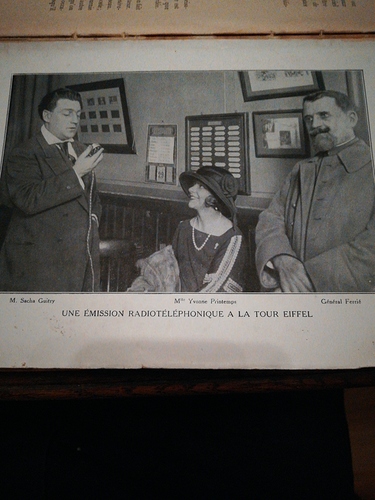 M. Sacha Guitry
Mlle Yvonne Printemps
Général Ferrié
UNE ÉMISSION RADIOTÉLÉPHONIQUE A LA TOUR EIFFEL